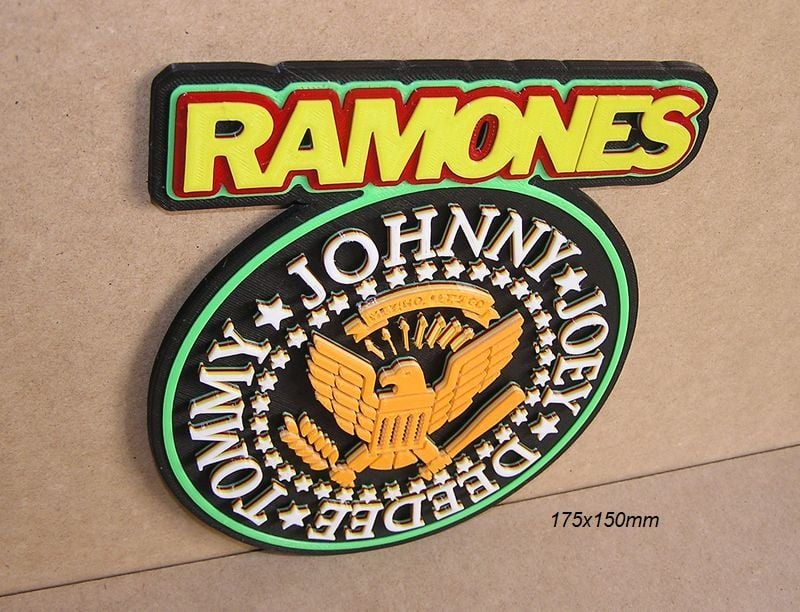 RAMONES
JOHNNY
JOEY
DEEDEE
TOMMY
175x150mm